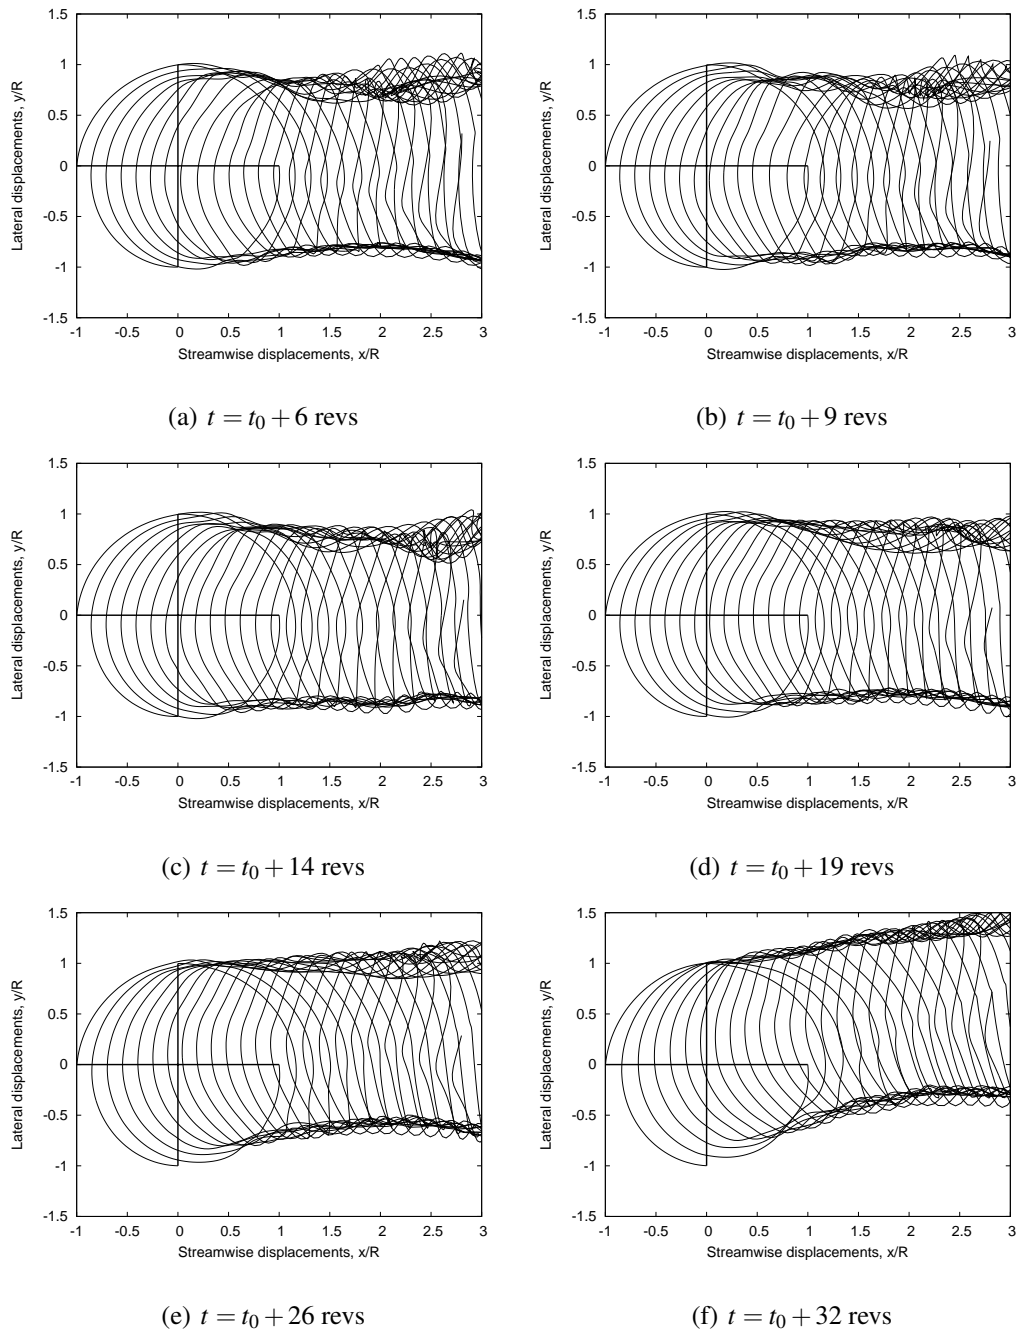 1.5
1
0.5
0
-0.5
-1
-1.5
Lateral displacements, y/R
-1 -0.5 0 0.5 1 1.5 2 2.5 3
Streamwise displacements, x/R
(a) t = t0 + 6 revs
1.5
1
0.5
0
-0.5
-1
-1.5
Lateral displacements, y/R
-1 -0.5 0 0.5 1 1.5 2 2.5 3
Streamwise displacements, x/R
(b) t = t0 + 9 revs
1.5
1
0.5
0
-0.5
-1
-1.5
Lateral displacements, y/R
-1 -0.5 0 0.5 1 1.5 2 2.5 3
Streamwise displacements, x/R
(c) t = t0 + 14 revs
1.5
1
0.5
0
-0.5
-1
-1.5
Lateral displacements, y/R
-1 -0.5 0 0.5 1 1.5 2 2.5 3
Streamwise displacements, x/R
(d) t = t0 + 19 revs
1.5
1
0.5
0
-0.5
-1
-1.5
Lateral displacements, y/R
-1 -0.5 0 0.5 1 1.5 2 2.5 3
Streamwise displacements, x/R
(e) t = t0 + 26 revs
1.5
1
0.5
0
-0.5
-1
-1.5
Lateral displacements, y/R
-1 -0.5 0 0.5 1 1.5 2 2.5 3
Streamwise displacements, x/R
(f) t = t0 + 32 revs